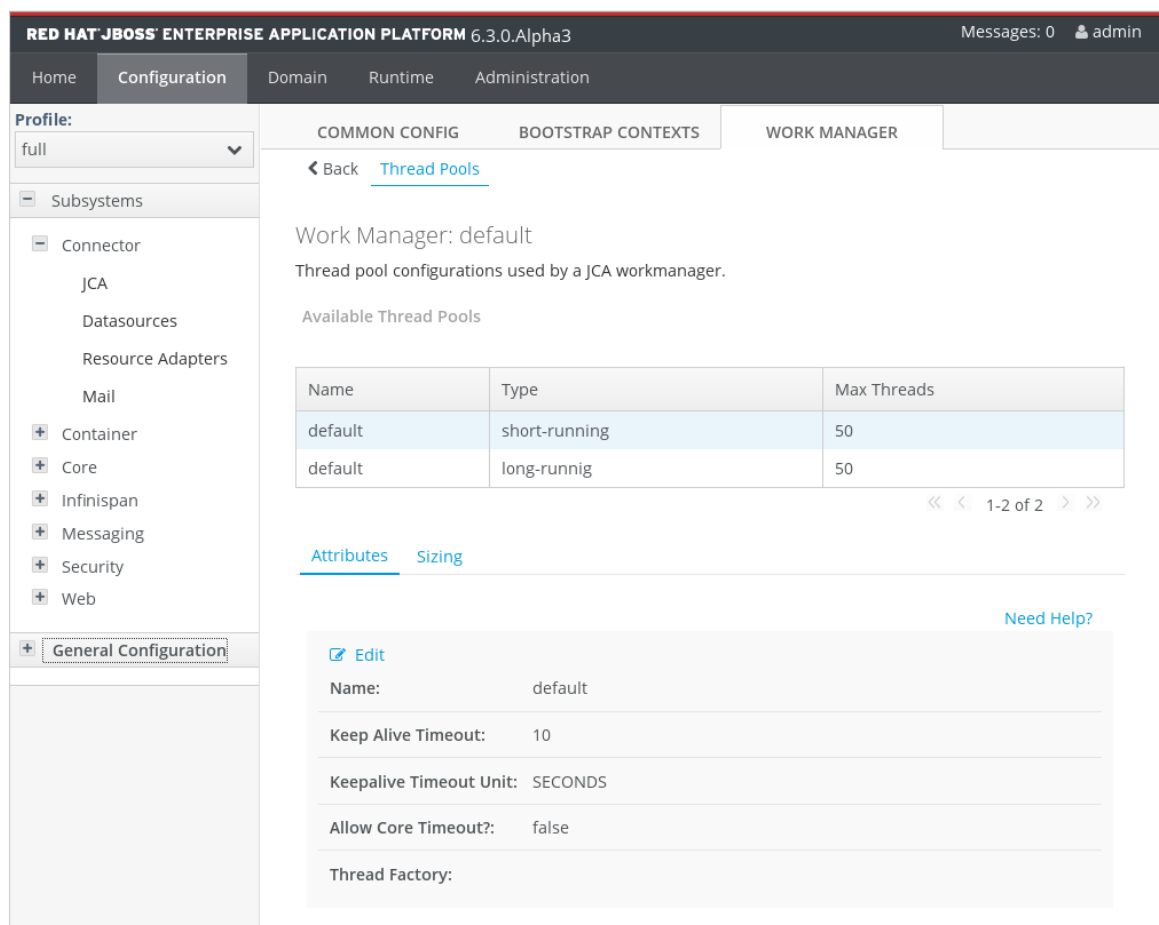 RED HAT JBOSS ENTERPRISE APPLICATION PLATFORM 6.3.0.Alpha3
Messages: 0 admin
Home Configuration Domain Runtime Administration
Profile:
full
Subsystems
Connector
JCA
Datasources
Resource Adapters
Mail
Container
Core
Infinispan
Messaging
Security
Web
General Configuration
COMMON CONFIG BOOTSTRAP CONTEXTS WORK MANAGER
Back Thread Pools
Work Manager: default
Thread pool configurations used by a JCA workmanager.
Available Thread Pools
Name Type Max Threads
default short-running 50
default long-runnig 50
1-2 of 2
Attributes Sizing
Need Help?
Edit
Name: default
Keep Alive Timeout: 10
Keepalive Timeout Unit: SECONDS
Allow Core Timeout?: false
Thread Factory: